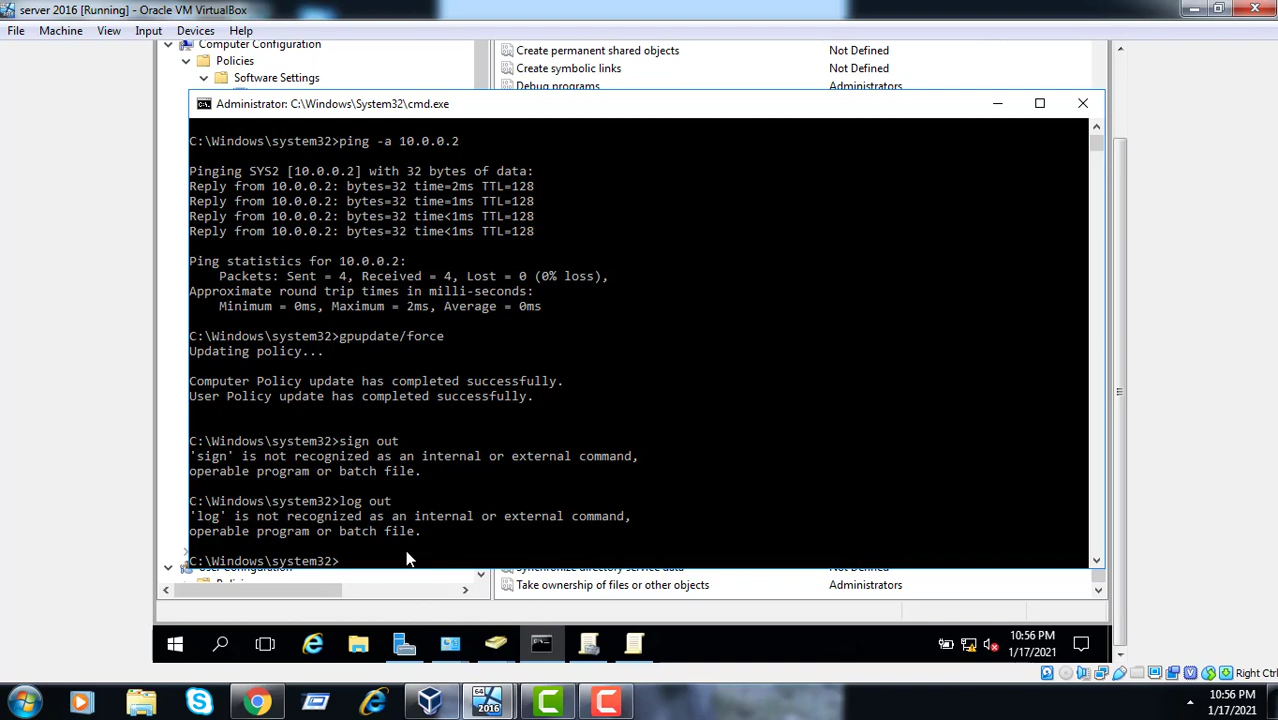 server 2016 [Running] - Oracle VM VirtualBox
File Machine View Input Devices Help
Computer Configuration
Policies
Software Settings
Create permanent shared objects Not Defined
Create symbolic links Not Defined
Debug programs Administrators
Administrator: C:\Windows\System32\cmd.exe
C:\Windows\system32>ping -a 10.0.0.2
Pinging SYS2 [10.0.0.2] with 32 bytes of data:
Reply from 10.0.0.2: bytes=32 time=2ms TTL=128
Reply from 10.0.0.2: bytes=32 time=1ms TTL=128
Reply from 10.0.0.2: bytes=32 time<1ms TTL=128
Reply from 10.0.0.2: bytes=32 time<1ms TTL=128
Ping statistics for 10.0.0.2:
Packets: Sent = 4, Received = 4, Lost = 0 (0% loss),
Approximate round trip times in milli-seconds:
Minimum = 0ms, Maximum = 2ms, Average = 0ms
C:\Windows\system32>gpupdate/force
Updating policy...
Computer Policy update has completed successfully.
User Policy update has completed successfully.
C:\Windows\system32>sign out
'sign' is not recognized as an internal or external command,
operable program or batch file.
C:\Windows\system32>log out
'log' is not recognized as an internal or external command,
operable program or batch file.
C:\Windows\system32>
User Configuration
Synchronize directory service data Not Defined
Take ownership of files or other objects Administrators
10:56 PM
1/17/2021
Right Ctrl
64
2016
10:56 PM
1/17/2021